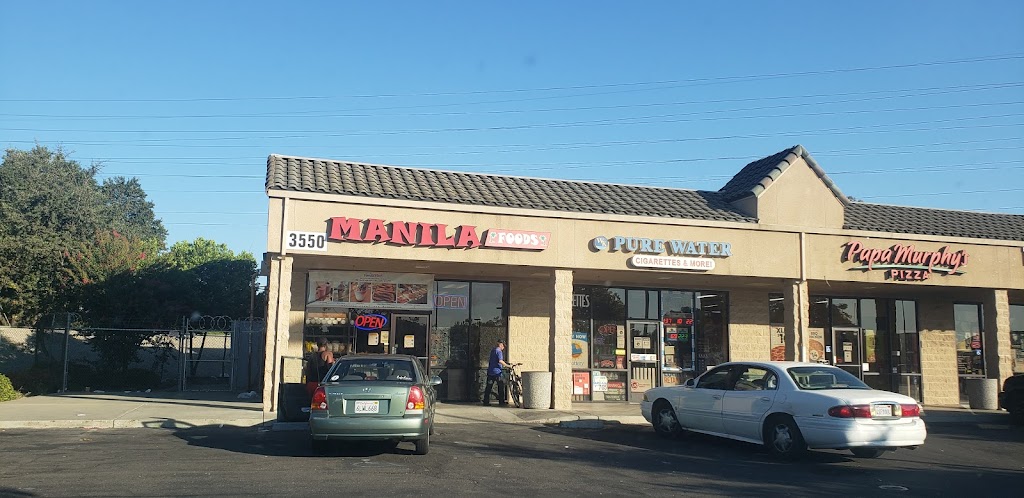 3550
MANILA
FOODS
PURE WATER
CIGARETTES & MORE!
Papa Murphy's
PIZZA
OPEN
OPEN